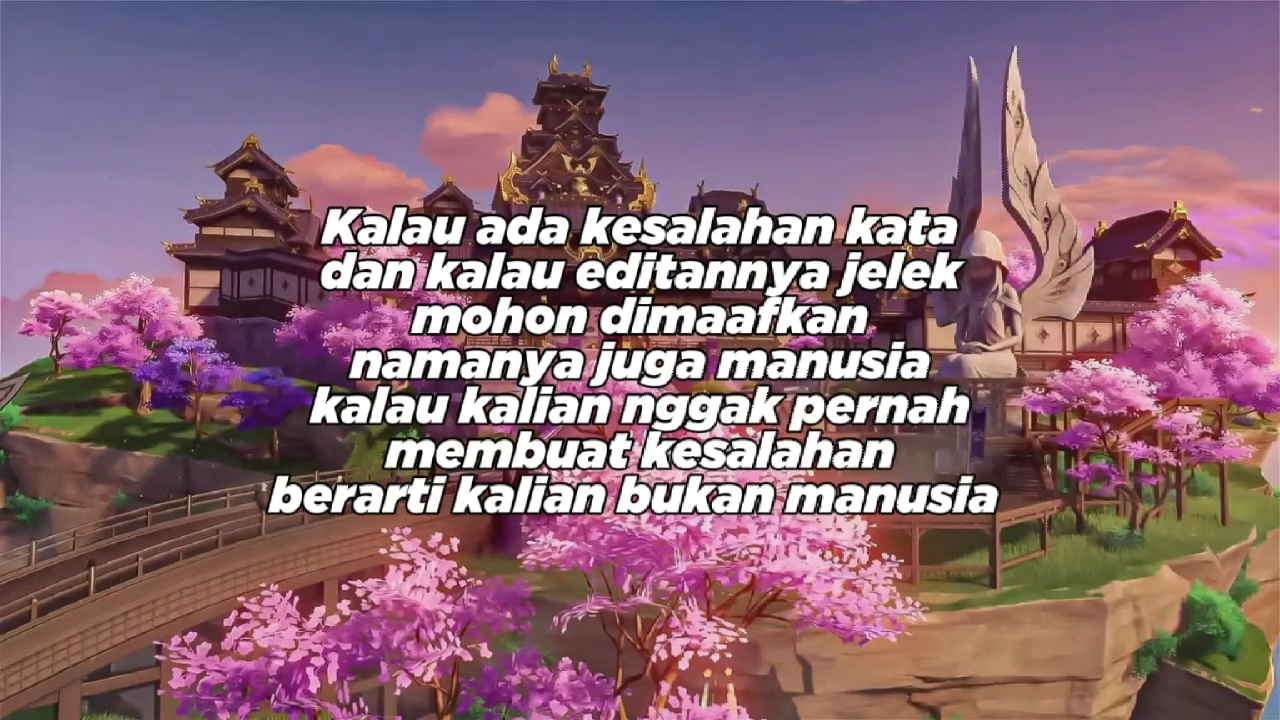 Kalau ada kesalahan kata
dan kalau editannya jelek
mohon dimaafkan
namanya juga manusia
kalau kalian nggak pernah
membuat kesalahan
berarti kalian bukan manusia